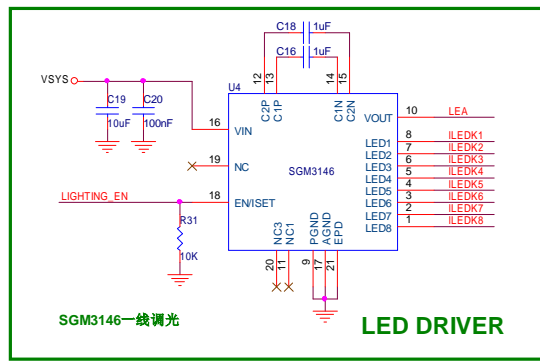 C18 1uF
C16 1uF
12 13 14 15
U4
VSYS
C19
10uF
C20
100nF
C2P C1P C1N C2N
16 VIN
VOUT 10 LEA
LED1 8 ILEDK1
LED2 7 ILEDK2
19 NC
LED3 6 ILEDK3
SGM3146
LED4 5 ILEDK4
LED5 4 ILEDK5
LIGHTING_EN 18 EN/ISET
LED6 3 ILEDK6
LED7 2 ILEDK7
LED8 1 ILEDK8
R31
10K
NC3 NC1 PGND AGND EPD
20 11 9 17 21
SGM3146一线调光
LED DRIVER